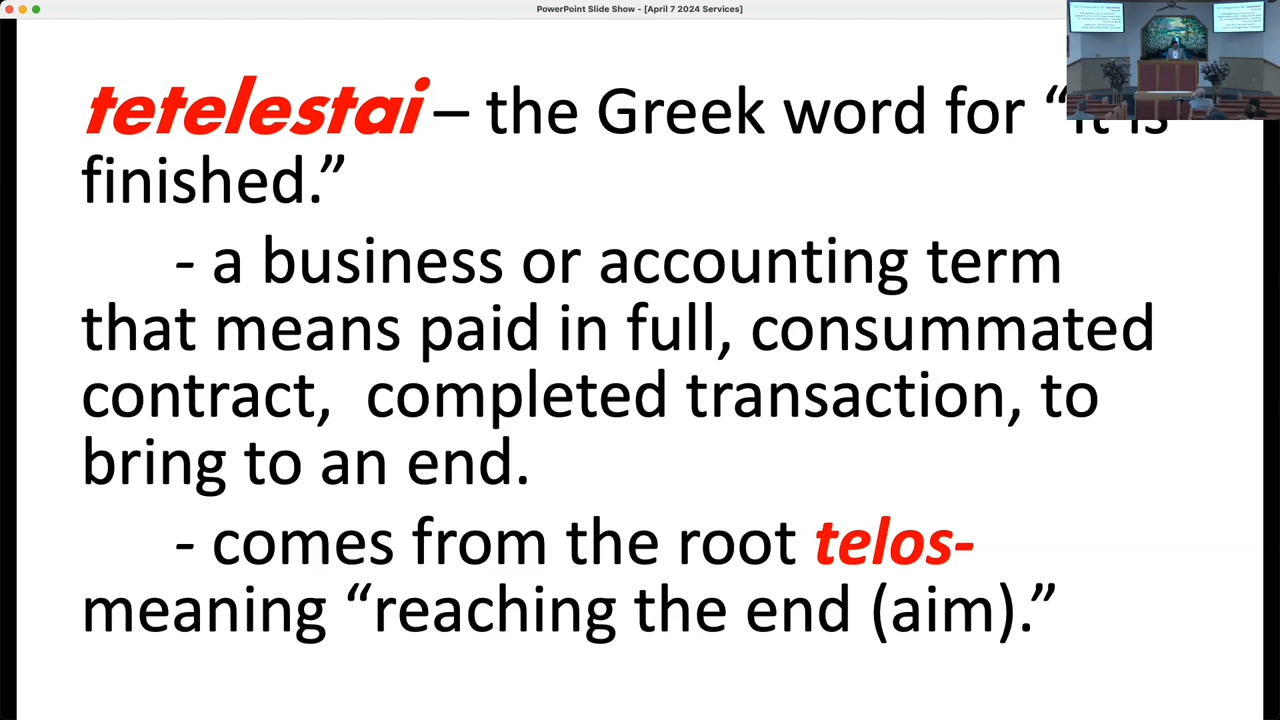 PowerPoint Slide Show - [April 7 2024 Services]
tetelestai – the Greek word for “It is
finished.”
- a business or accounting term
that means paid in full, consummated
contract, completed transaction, to
bring to an end.
- comes from the root telos-
meaning “reaching the end (aim).”